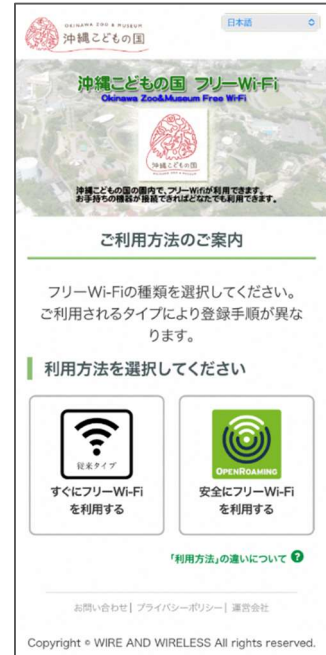 OKINAWA ZOO & MUSEUM
沖縄こどもの国
日本語
沖縄こどもの国 フリーWi-Fi
Okinawa Zoo&Museum Free WiFi
沖縄こどもの国
沖縄こどもの国の園内で、フリーWifiが利用できます。
お手持ちの機器が接続できればどなたでも利用できます。
ご利用方法のご案内
フリーWi-Fiの種類を選択してください。
ご利用されるタイプにより登録手順が異な
ります。
利用方法を選択してください
従来タイプ
すぐにフリーWi-Fi
を利用する
OPENROAMING
安全にフリーWi-Fi
を利用する
「利用方法」の違いについて ?
お問い合わせ| プライバシーポリシー| 運営会社
Copyright © WIRE AND WIRELESS All rights reserved.